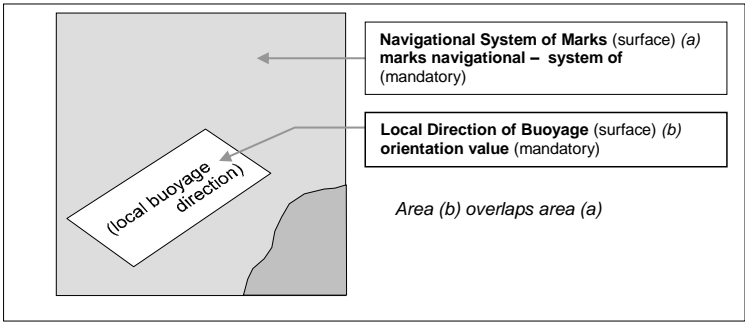 Navigational System of Marks (surface) (a)
marks navigational – system of
(mandatory)
Local Direction of Buoyage (surface) (b)
orientation value (mandatory)
(local buoyage
direction)
Area (b) overlaps area (a)